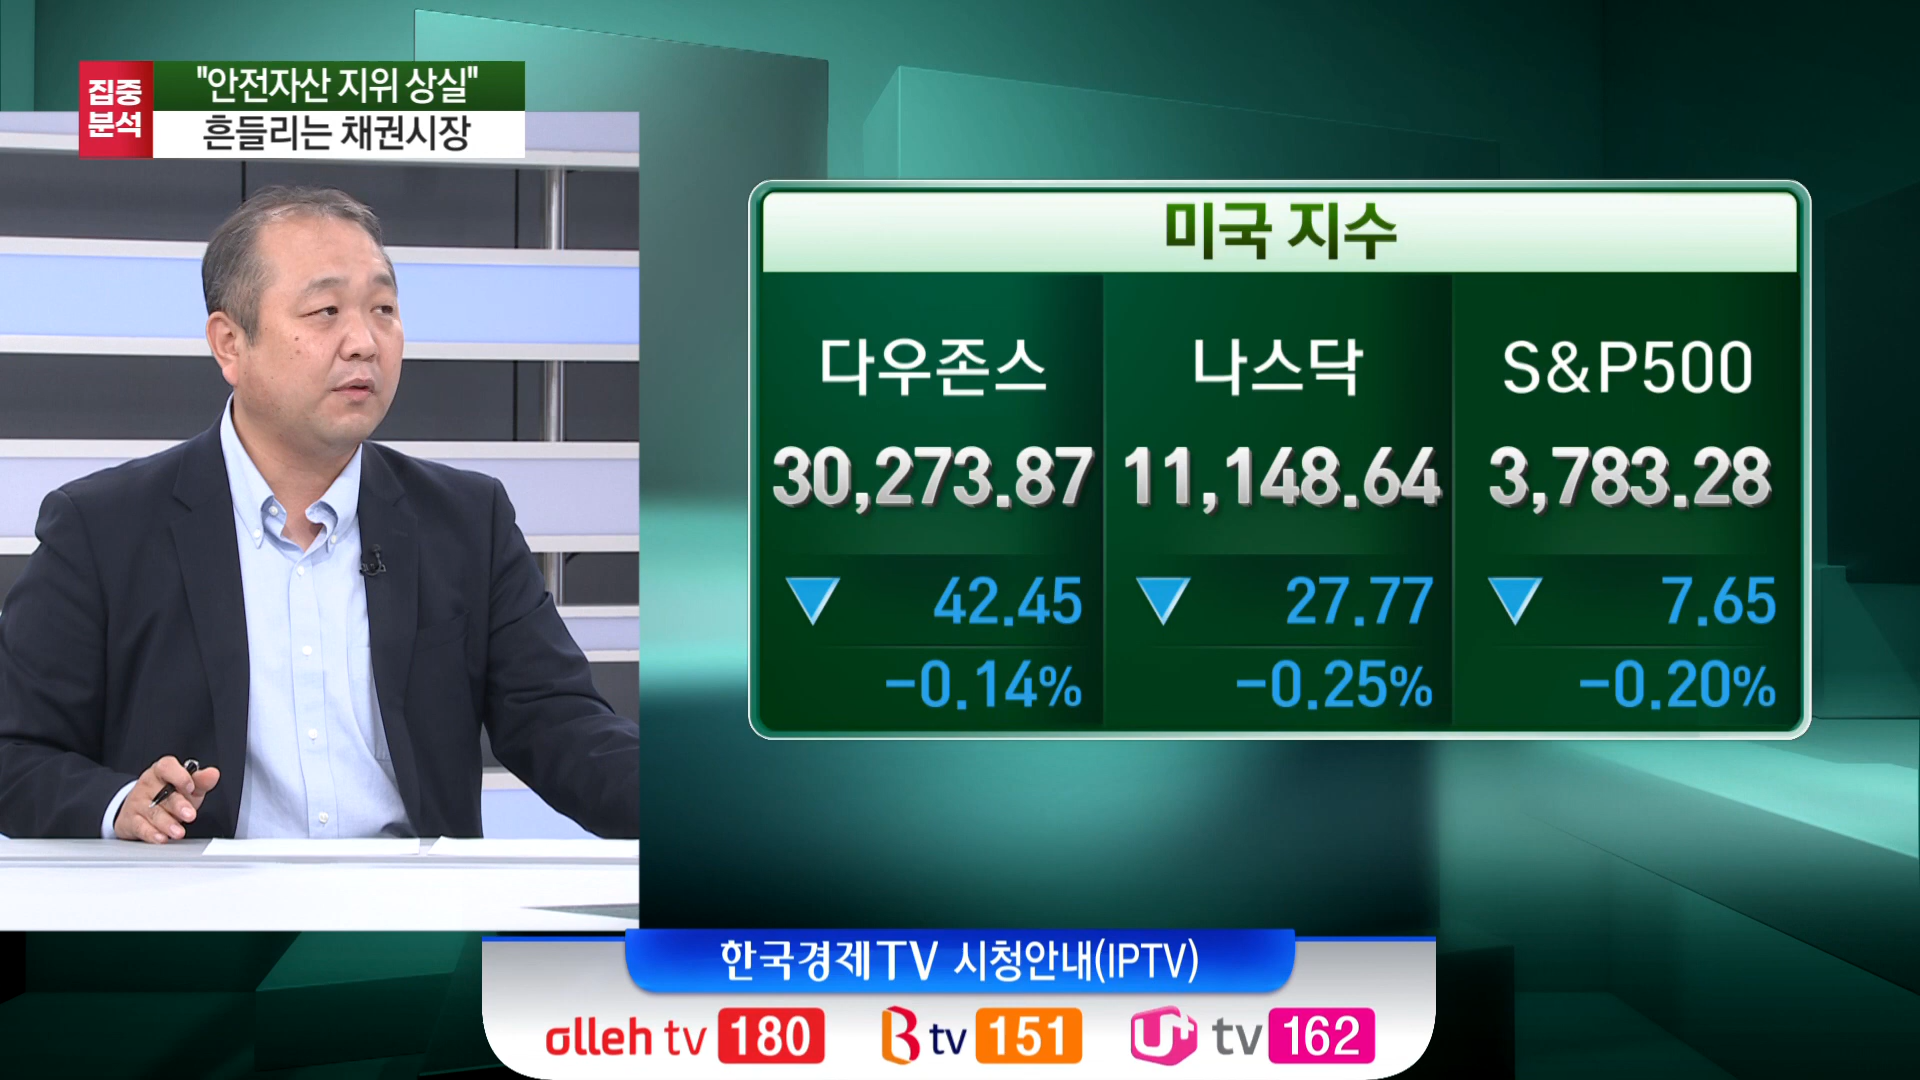 집중
분석
"안전자산 지위 상실"
흔들리는 채권시장
미국 지수
다우존스 나스닥 S&P500
30,273.87 11,148.64 3,783.28
▼ 42.45 ▼ 27.77 ▼ 7.65
-0.14% -0.25% -0.20%
한국경제TV 시청안내(IPTV)
olleh tv 180 B tv 151 U+ tv 162